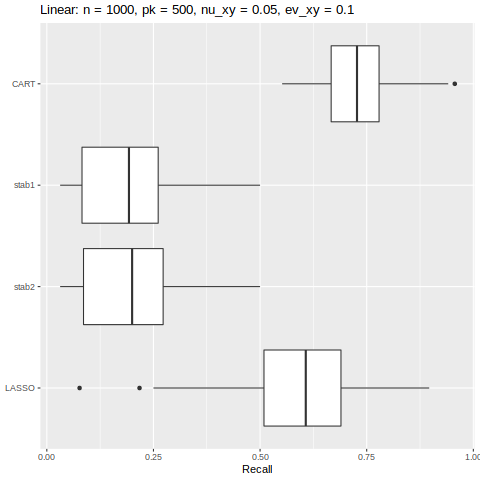 Linear: n = 1000, pk = 500, nu_xy = 0.05, ev_xy = 0.1
CART
stab1
stab2
LASSO
0.00 0.25 0.50 0.75 1.00
Recall